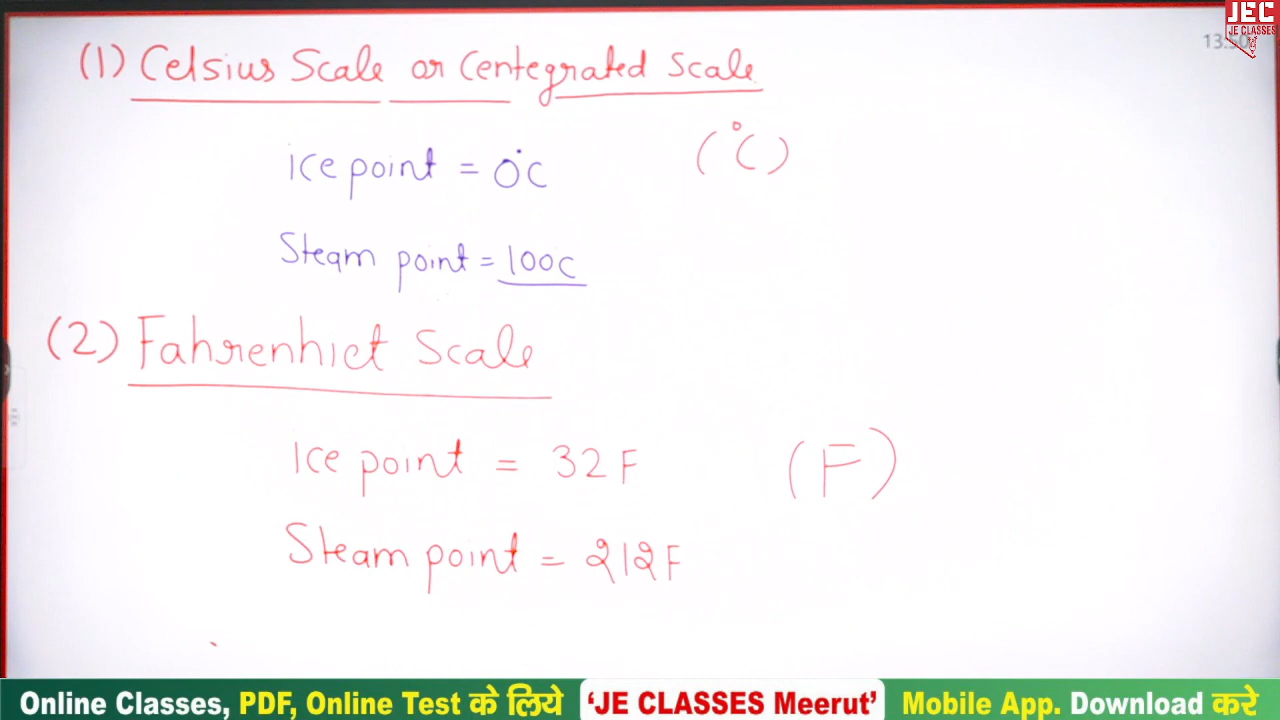 JEC
JE CLASSES
(1) Celsius Scale or Centegrated Scale
Ice point = 0°C (°C)
Steam point = 100C
(2) Fahrenhiet Scale
Ice point = 32F (F)
Steam point = 212F
Online Classes, PDF, Online Test के लिये 'JE CLASSES Meerut' Mobile App. Download करे